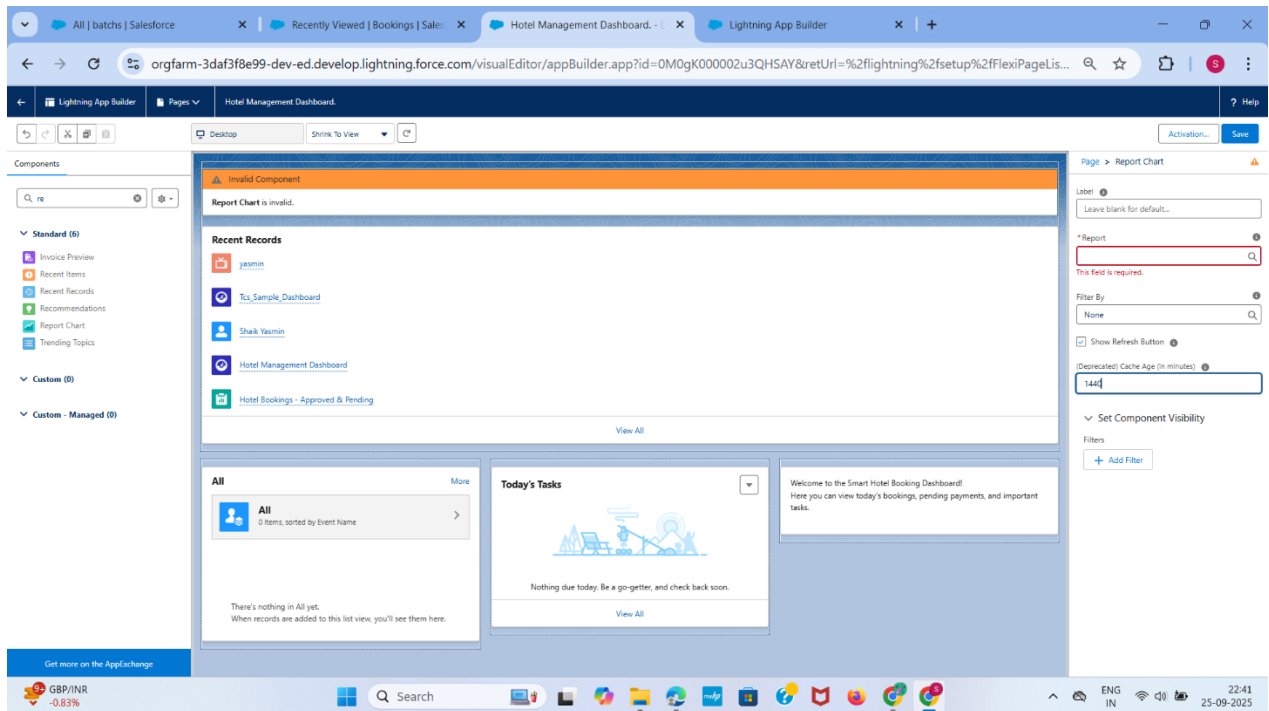 All | batchs | Salesforce
Recently Viewed | Bookings | Sales
Hotel Management Dashboard. - L
Lightning App Builder
orgfarm-3daf3f8e99-dev-ed.develop.lightning.force.com/visualEditor/appBuilder.app?id=0M0gK000002u3QHSAY&retUrl=%2flightning%2fsetup%2fFlexiPageLis...
S
Lightning App Builder
Pages
Hotel Management Dashboard.
? Help
Desktop
Shrink To View
Activation...
Save
Components
re
Standard (6)
Invoice Preview
Recent Items
Recent Records
Recommendations
Report Chart
Trending Topics
Custom (0)
Custom - Managed (0)
Get more on the AppExchange
Invalid Component
Report Chart is invalid.
Recent Records
yasmin
Tcs_Sample_Dashboard
Shaik Yasmin
Hotel Management Dashboard
Hotel Bookings - Approved & Pending
View All
All
More
All
0 items, sorted by Event Name
There's nothing in All yet.
When records are added to this list view, you'll see them here.
Today's Tasks
Nothing due today. Be a go-getter, and check back soon.
View All
Welcome to the Smart Hotel Booking Dashboard!
Here you can view today's bookings, pending payments, and important
tasks.
Page > Report Chart
Label
Leave blank for default...
*Report
This field is required.
Filter By
None
Show Refresh Button
(Deprecated) Cache Age (in minutes)
1440
Set Component Visibility
Filters
+ Add Filter
9+
GBP/INR
-0.83%
Search
ENG
IN
22:41
25-09-2025